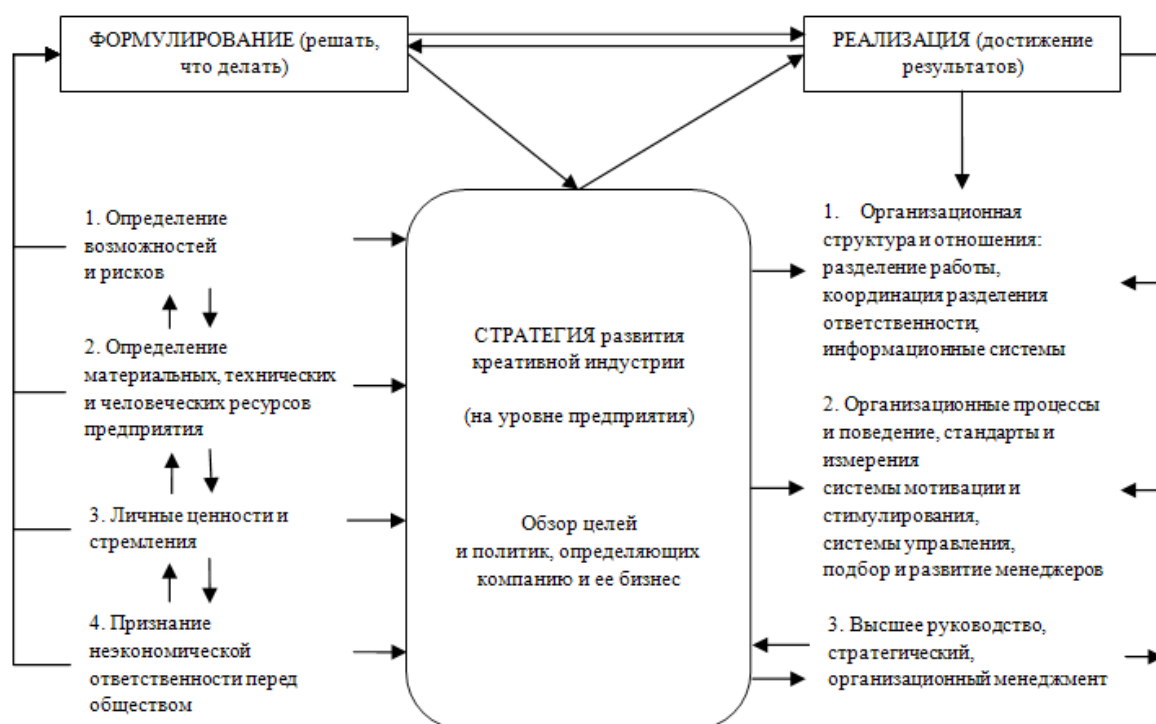 ФОРМУЛИРОВАНИЕ (решать,
что делать)
РЕАЛИЗАЦИЯ (достижение
результатов)
1. Определение
возможностей
и рисков
2. Определение
материальных, технических
и человеческих ресурсов
предприятия
3. Личные ценности и
стремления
4. Признание
неэкономической
ответственности перед
обществом
СТРАТЕГИЯ развития
креативной индустрии
(на уровне предприятия)
Обзор целей
и политик, определяющих
компанию и ее бизнес
1. Организационная
структура и отношения:
разделение работы,
координация разделения
ответственности,
информационные системы
2. Организационные процессы
и поведение, стандарты и
измерения
системы мотивации и
стимулирования,
системы управления,
подбор и развитие менеджеров
3. Высшее руководство,
стратегический,
организационный менеджмент